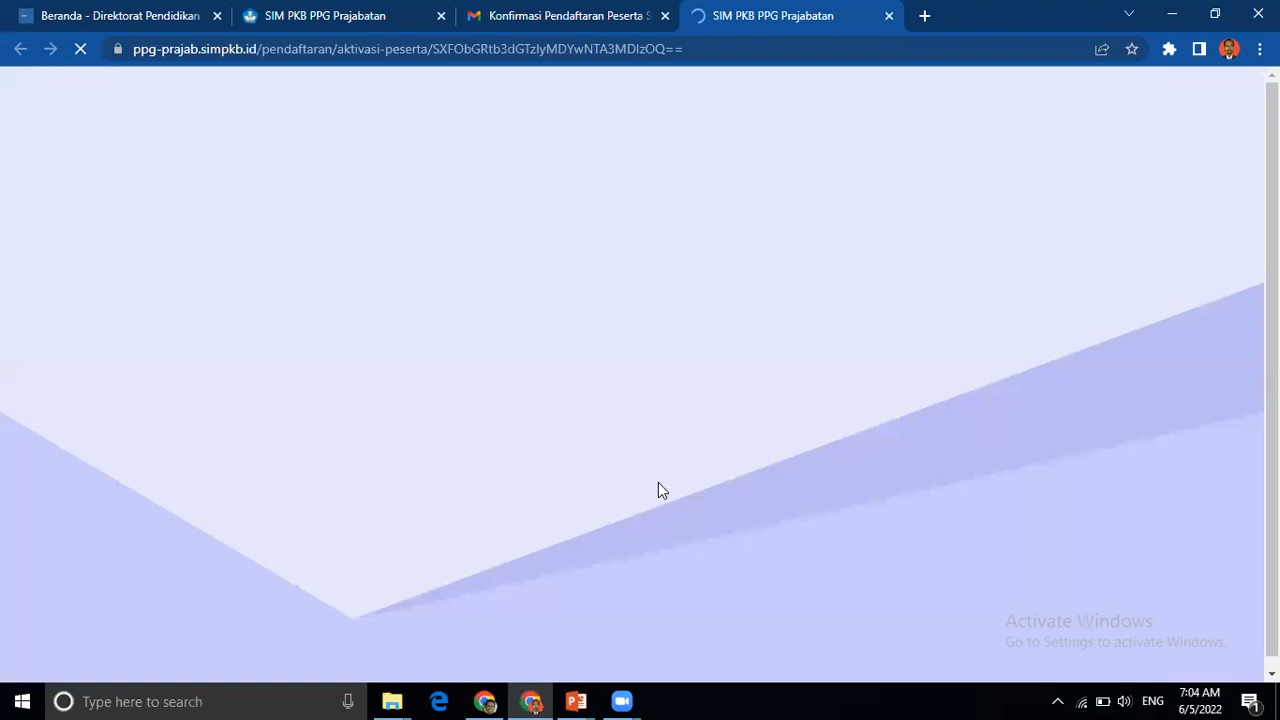 Beranda - Direktorat Pendidikan
SIM PKB PPG Prajabatan
Konfirmasi Pendaftaran Peserta S
SIM PKB PPG Prajabatan
ppg-prajab.simpkb.id/pendaftaran/aktivasi-peserta/SXFObGRtb3dGTzIyMDYwNTA3MDIzOQ==
Activate Windows
Go to Settings to activate Windows.
Type here to search
ENG
7:04 AM
6/5/2022
1